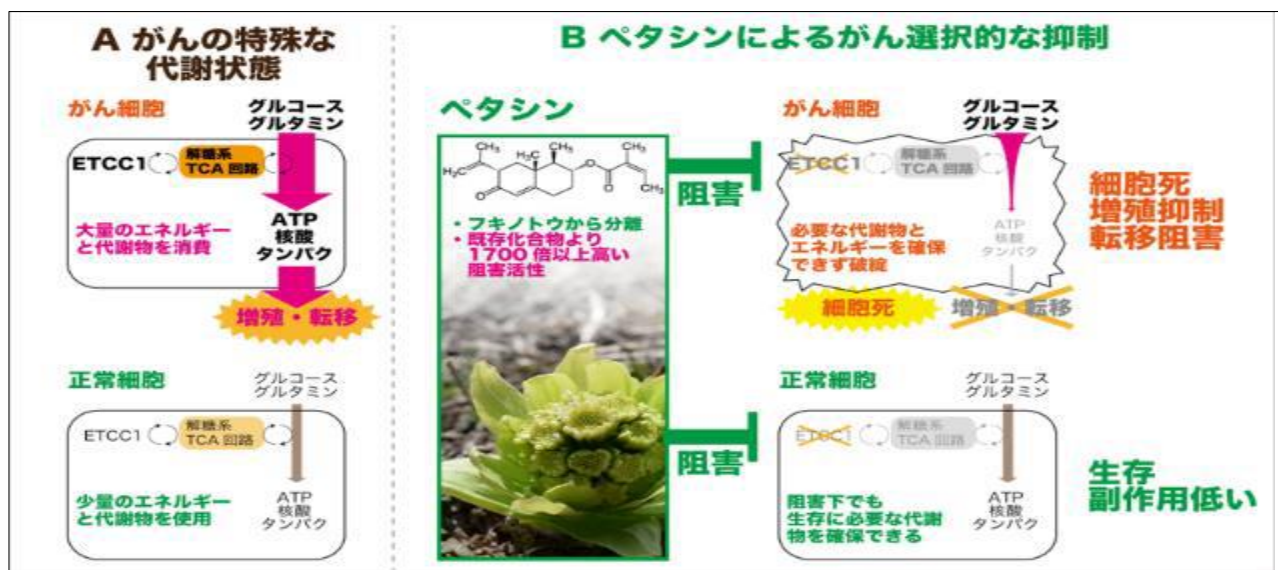 A がんの特殊な
代謝状態
がん細胞
グルコース
グルタミン
ETCC1
解糖系
TCA 回路
大量のエネルギー
と代謝物を消費
ATP
核酸
タンパク
増殖・転移
正常細胞
グルコース
グルタミン
ETCC1
解糖系
TCA 回路
少量のエネルギー
と代謝物を使用
ATP
核酸
タンパク
B ペタシンによるがん選択的な抑制
ペタシン
CH₃
H₂C
H₃C
CH₃
O
O
O
CH₃
CH₃
・フキノトウから分離
・既存化合物より
1700 倍以上高い
阻害活性
阻害
阻害
がん細胞
グルコース
グルタミン
ETCC1
解糖系
TCA 回路
必要な代謝物と
エネルギーを確保
できず破綻
ATP
核酸
タンパク
細胞死
増殖・転移
細胞死
増殖抑制
転移阻害
正常細胞
グルコース
グルタミン
ETCC1
解糖系
TCA 回路
阻害下でも
生存に必要な代謝
物を確保できる
ATP
核酸
タンパク
生存
副作用低い